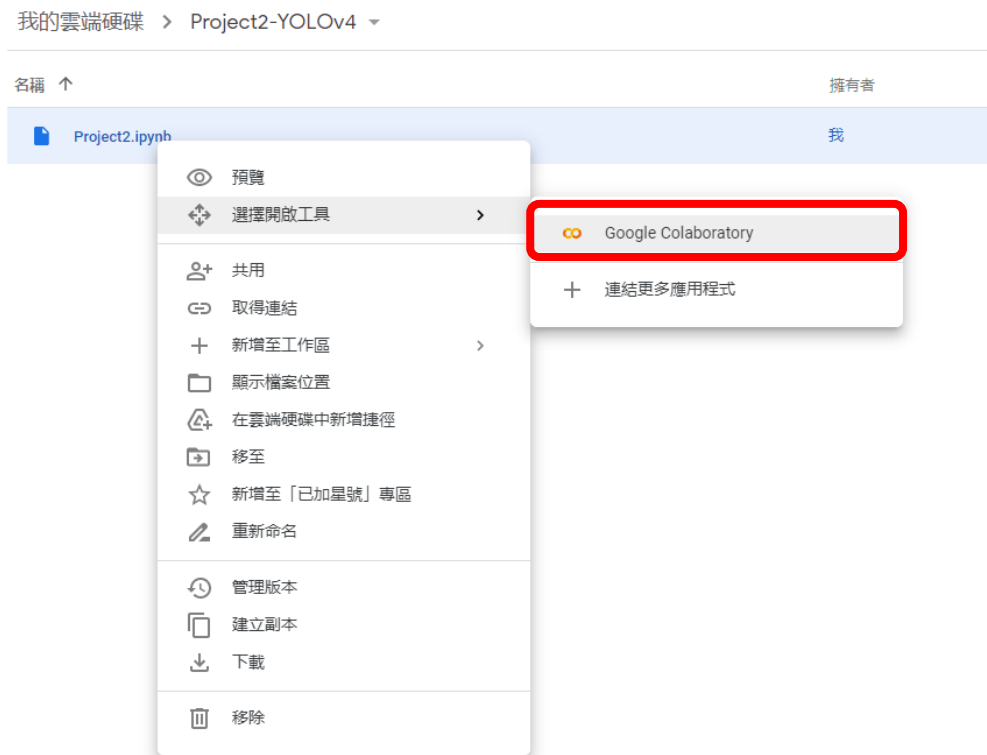 我的雲端硬碟 > Project2-YOLOv4
名稱 ↑ 擁有者
Project2.ipynb 我
預覽
選擇開啟工具
Google Colaboratory
連結更多應用程式
共用
取得連結
新增至工作區
顯示檔案位置
在雲端硬碟中新增捷徑
移至
新增至「已加星號」專區
重新命名
管理版本
建立副本
下載
移除